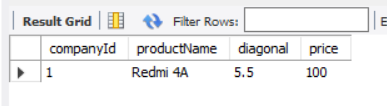 Result Grid Filter Rows: E
companyId productName diagonal price
1 Redmi 4A 5.5 100